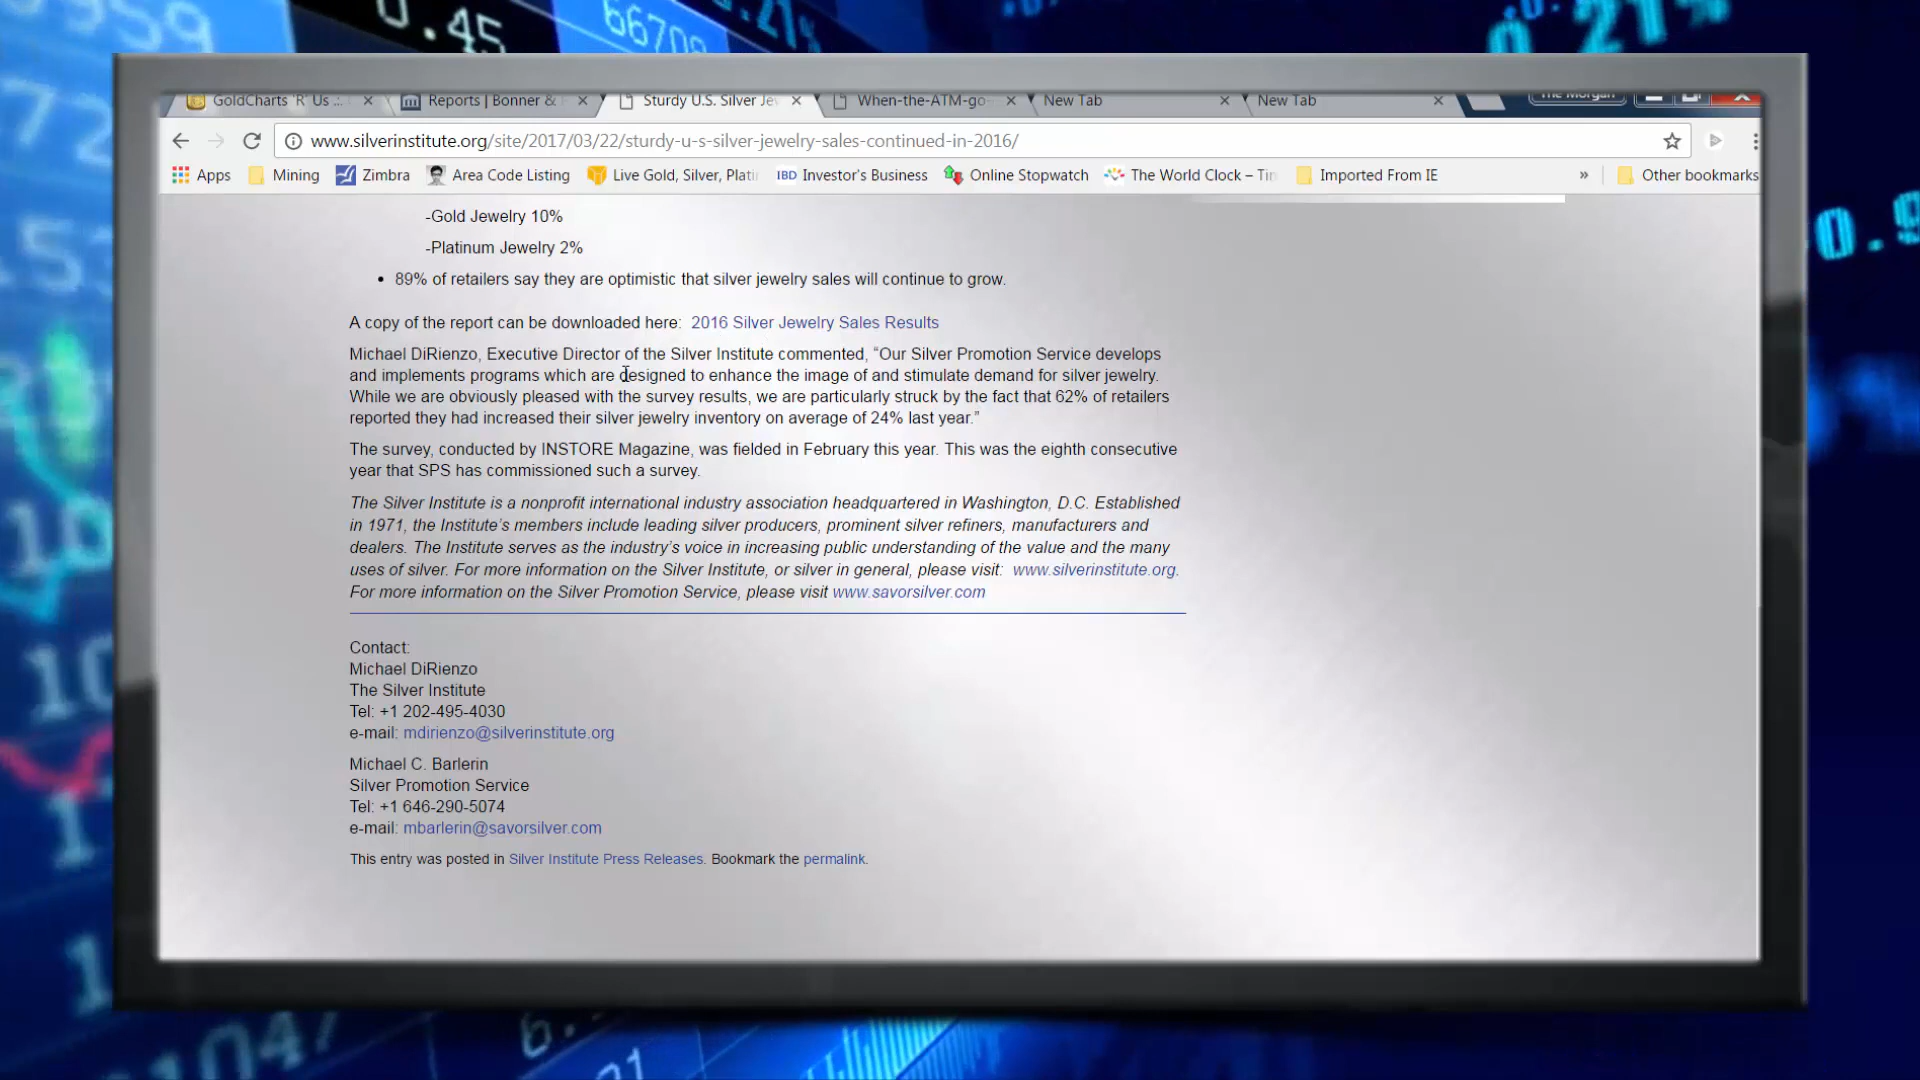 0.45
66709
0.21%
GoldCharts 'R' Us
Reports | Bonner &
Sturdy U.S. Silver Jew
When-the-ATM-go
New Tab
New Tab
The Morgan
www.silverinstitute.org/site/2017/03/22/sturdy-u-s-silver-jewelry-sales-continued-in-2016/
Apps
Mining
Zimbra
Area Code Listing
Live Gold, Silver, Plati
IBD Investor's Business
Online Stopwatch
The World Clock – Tim
Imported From IE
»
Other bookmarks
-Gold Jewelry 10%
-Platinum Jewelry 2%
• 89% of retailers say they are optimistic that silver jewelry sales will continue to grow.
A copy of the report can be downloaded here: 2016 Silver Jewelry Sales Results
Michael DiRienzo, Executive Director of the Silver Institute commented, “Our Silver Promotion Service develops
and implements programs which are designed to enhance the image of and stimulate demand for silver jewelry.
While we are obviously pleased with the survey results, we are particularly struck by the fact that 62% of retailers
reported they had increased their silver jewelry inventory on average of 24% last year.”
The survey, conducted by INSTORE Magazine, was fielded in February this year. This was the eighth consecutive
year that SPS has commissioned such a survey.
The Silver Institute is a nonprofit international industry association headquartered in Washington, D.C. Established
in 1971, the Institute’s members include leading silver producers, prominent silver refiners, manufacturers and
dealers. The Institute serves as the industry’s voice in increasing public understanding of the value and the many
uses of silver. For more information on the Silver Institute, or silver in general, please visit: www.silverinstitute.org.
For more information on the Silver Promotion Service, please visit www.savorsilver.com
Contact:
Michael DiRienzo
The Silver Institute
Tel: +1 202-495-4030
e-mail: mdirienzo@silverinstitute.org
Michael C. Barlerin
Silver Promotion Service
Tel: +1 646-290-5074
e-mail: mbarlerin@savorsilver.com
This entry was posted in Silver Institute Press Releases. Bookmark the permalink.
1047